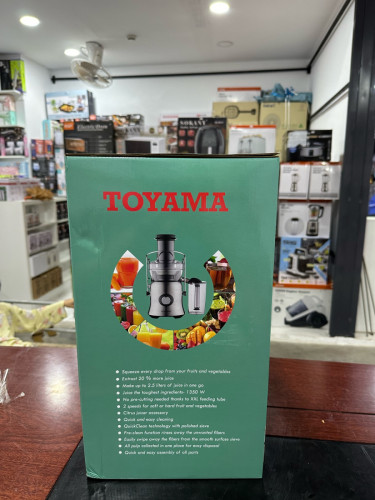 TOYAMA
Squeeze every drop from your fruits and vegetables
Extract 20 % more juice
Make up to 2.5 liter of juice in one go
Juice the toughest ingredients- 1050 W
No pre-cutting needed thanks to XXL feeding tube
2 speeds for soft or hard fruit and vegetables
Citrus juicer accessory
Quick and easy cleaning
QuickClean technology with polished sieve
Pre-clean function rinses away the unwanted fibers
Easily swipe away the fibers from the smooth surface sieve
All pulp collected in one place for easy disposal
Quick and easy assembly of all parts
SOKANY